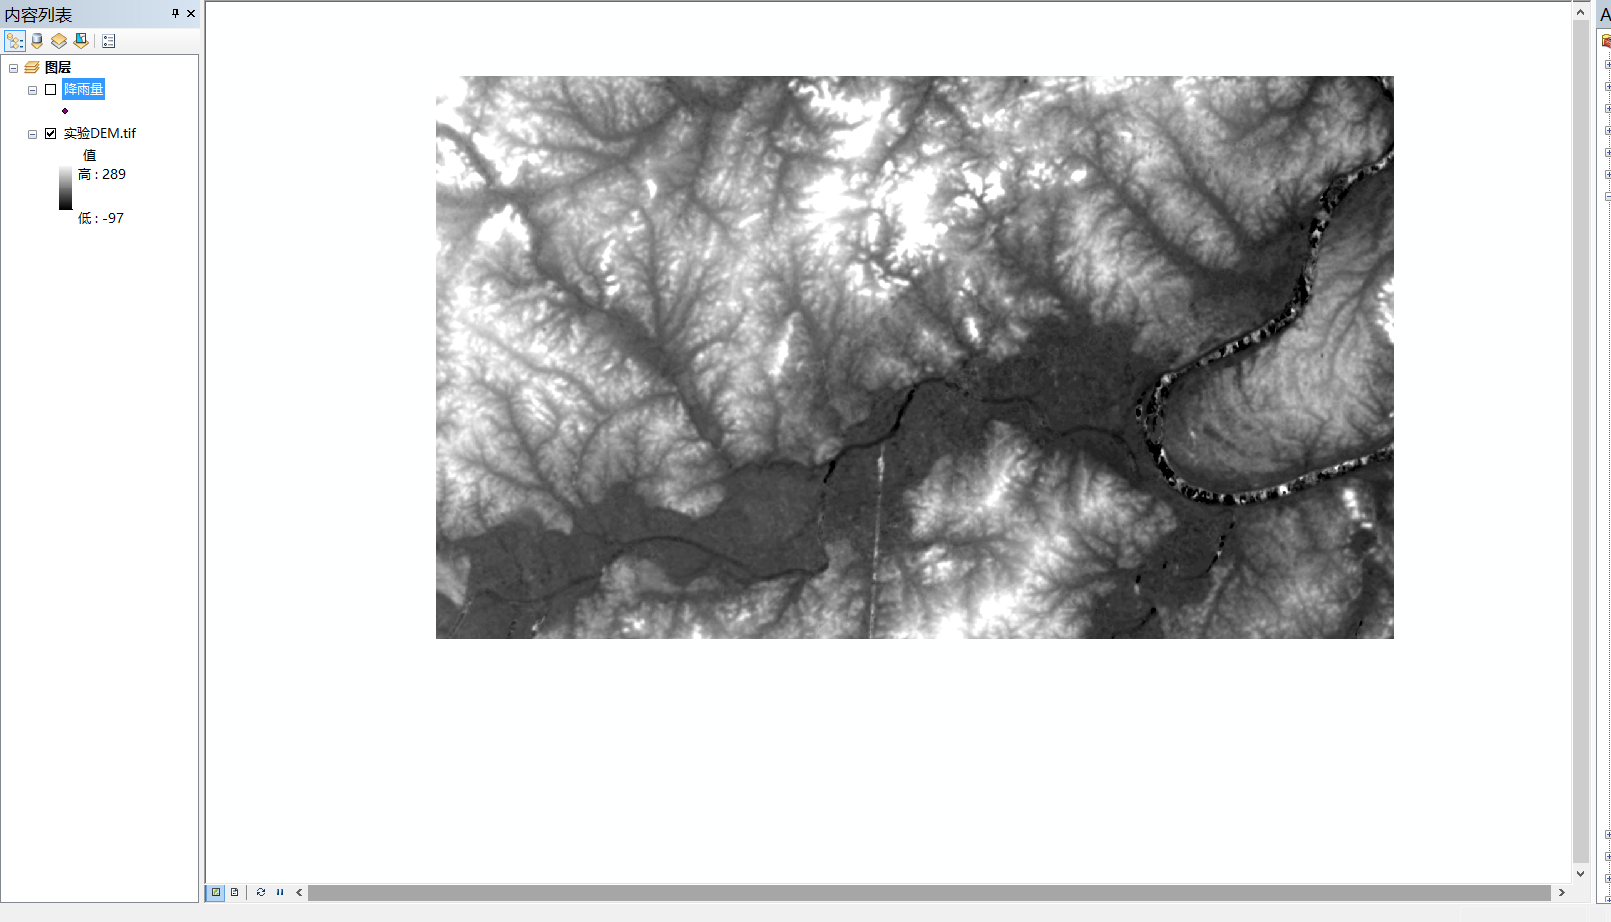 内容列表
图层
降雨量
实验DEM.tif
值
高 : 289
低 : -97
A